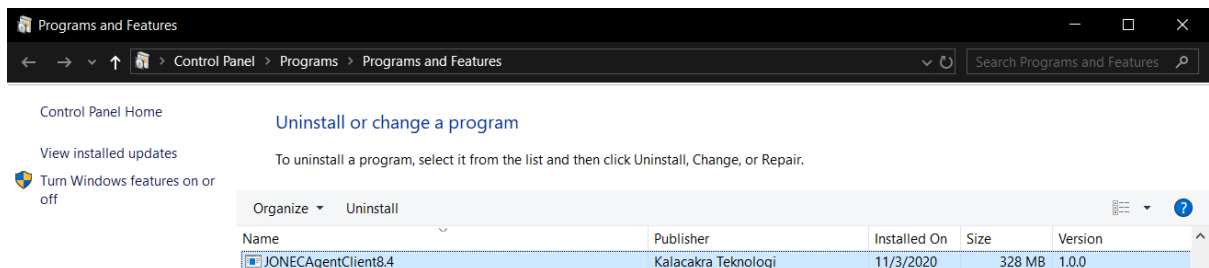 Programs and Features
Control Panel > Programs > Programs and Features
Search Programs and Features
Control Panel Home
View installed updates
Turn Windows features on or
off
Uninstall or change a program
To uninstall a program, select it from the list and then click Uninstall, Change, or Repair.
Organize Uninstall
Name Publisher Installed On Size Version
JONECAgentClient8.4 Kalacakra Teknologi 11/3/2020 328 MB 1.0.0